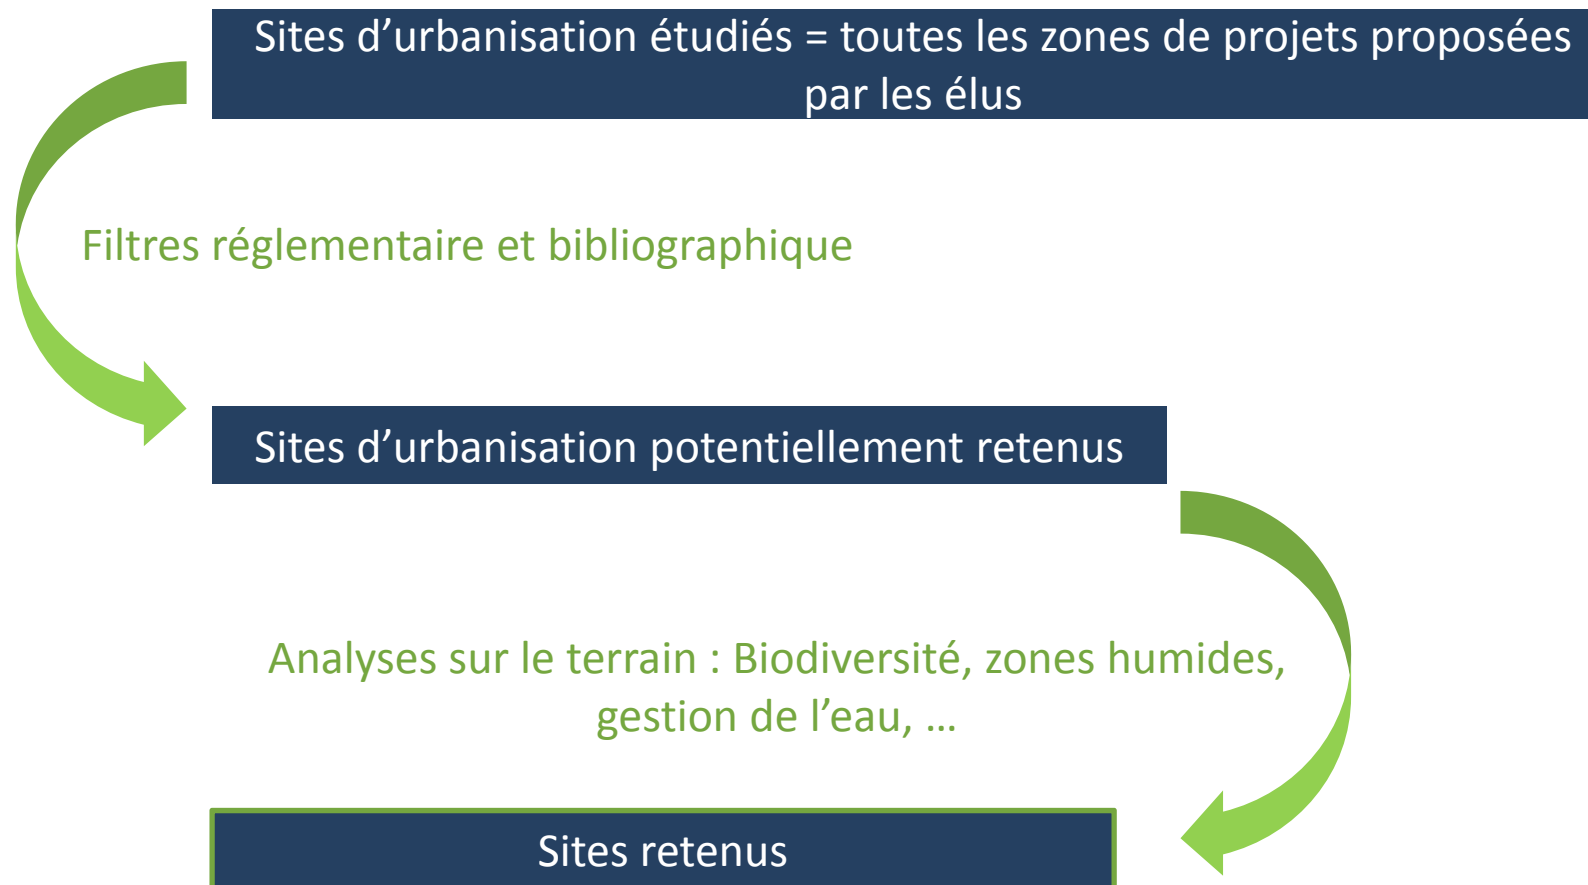 Sites d’urbanisation étudiés = toutes les zones de projets proposées
par les élus
Filtres réglementaire et bibliographique
Sites d’urbanisation potentiellement retenus
Analyses sur le terrain : Biodiversité, zones humides,
gestion de l’eau, …
Sites retenus